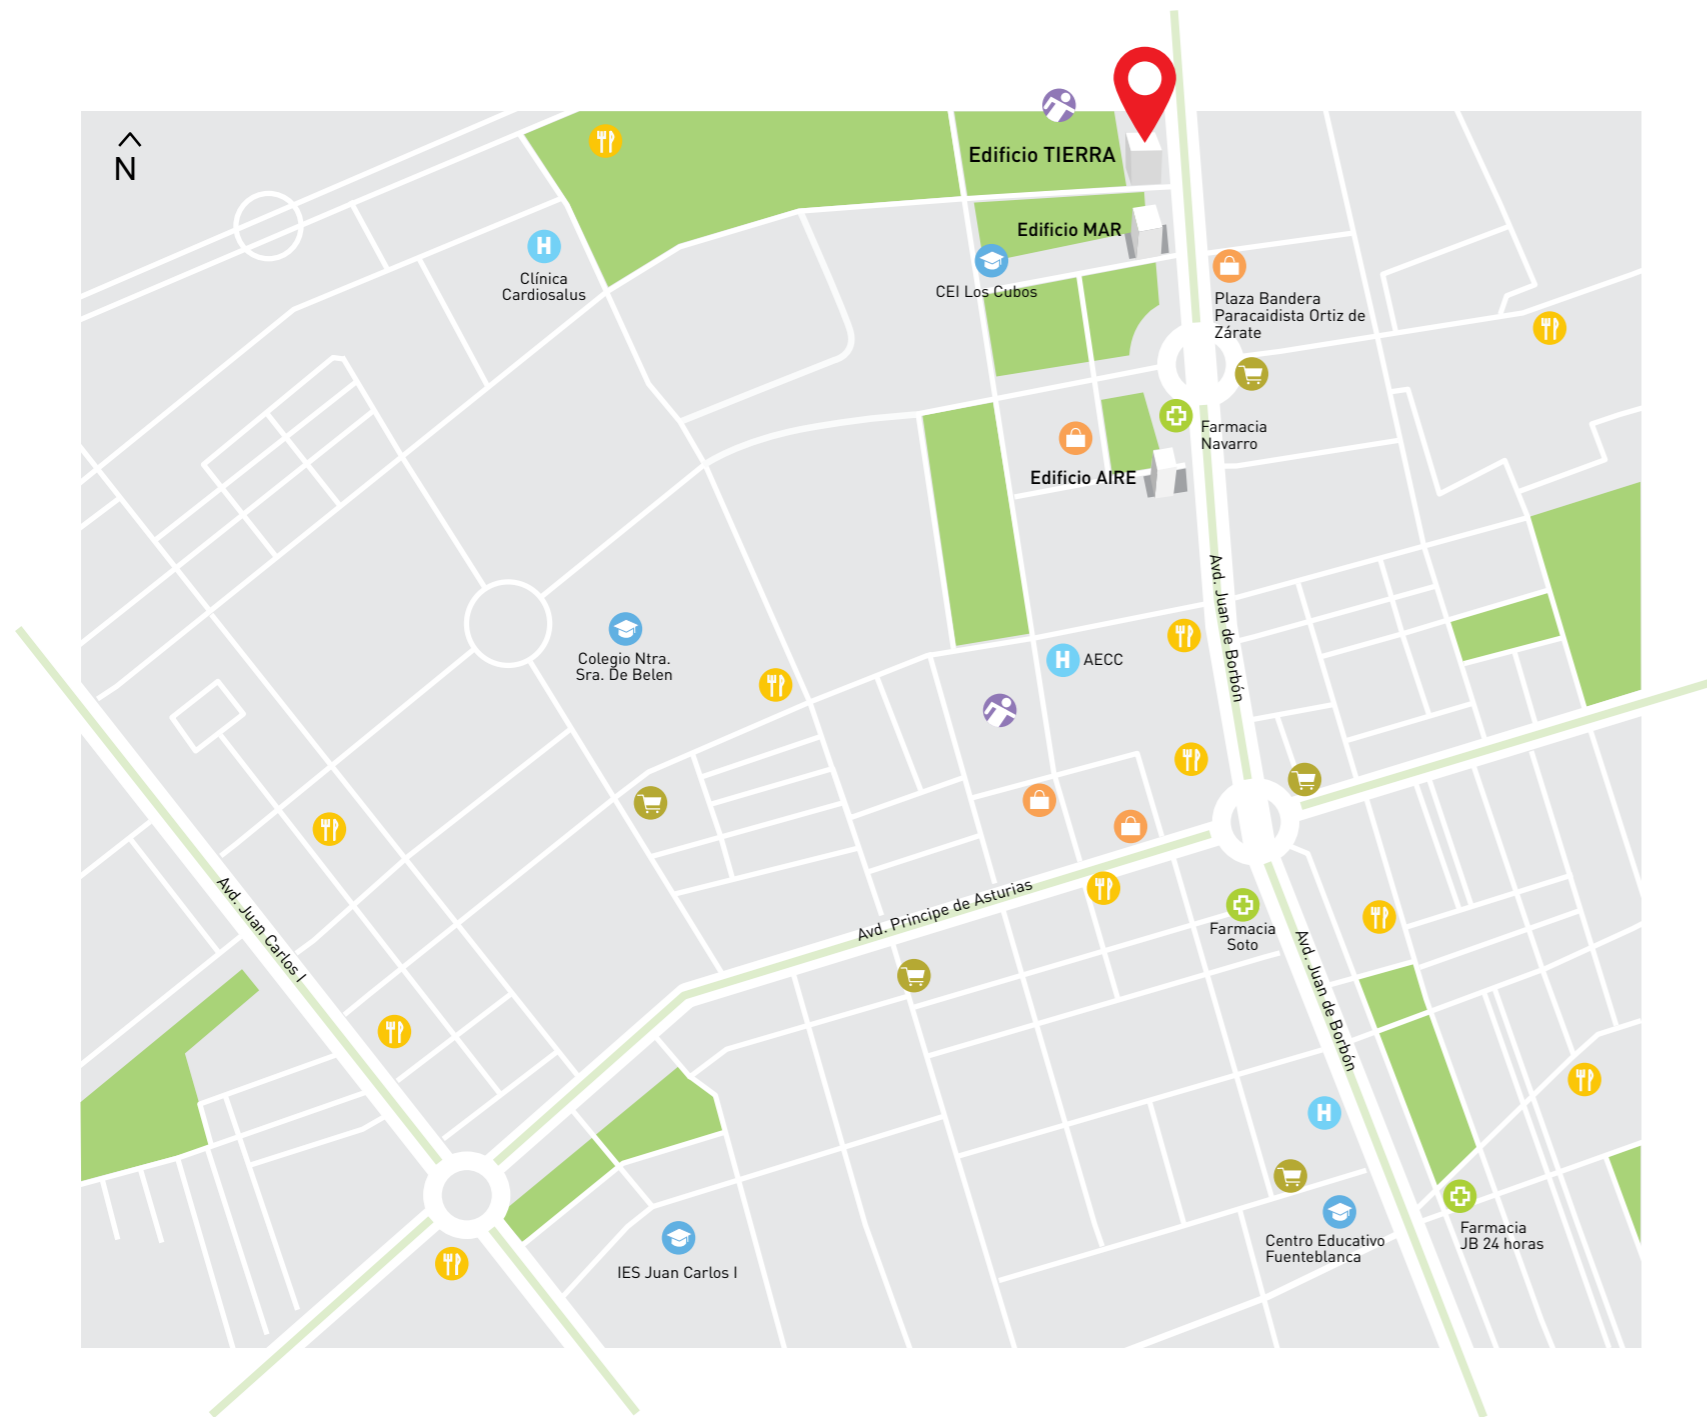 N
Edificio TIERRA
Edificio MAR
H
Clínica
Cardiosalus
CEI Los Cubos
Plaza Bandera
Paracaidista Ortiz de
Zárate
Farmacia
Navarro
Edificio AIRE
Avd. Juan de Borbón
Colegio Ntra.
Sra. De Belen
H
AECC
Avd. Juan Carlos I
Avd. Principe de Asturias
Farmacia
Soto
Avd. Juan de Borbón
H
IES Juan Carlos I
Centro Educativo
Fuenteblanca
Farmacia
JB 24 horas